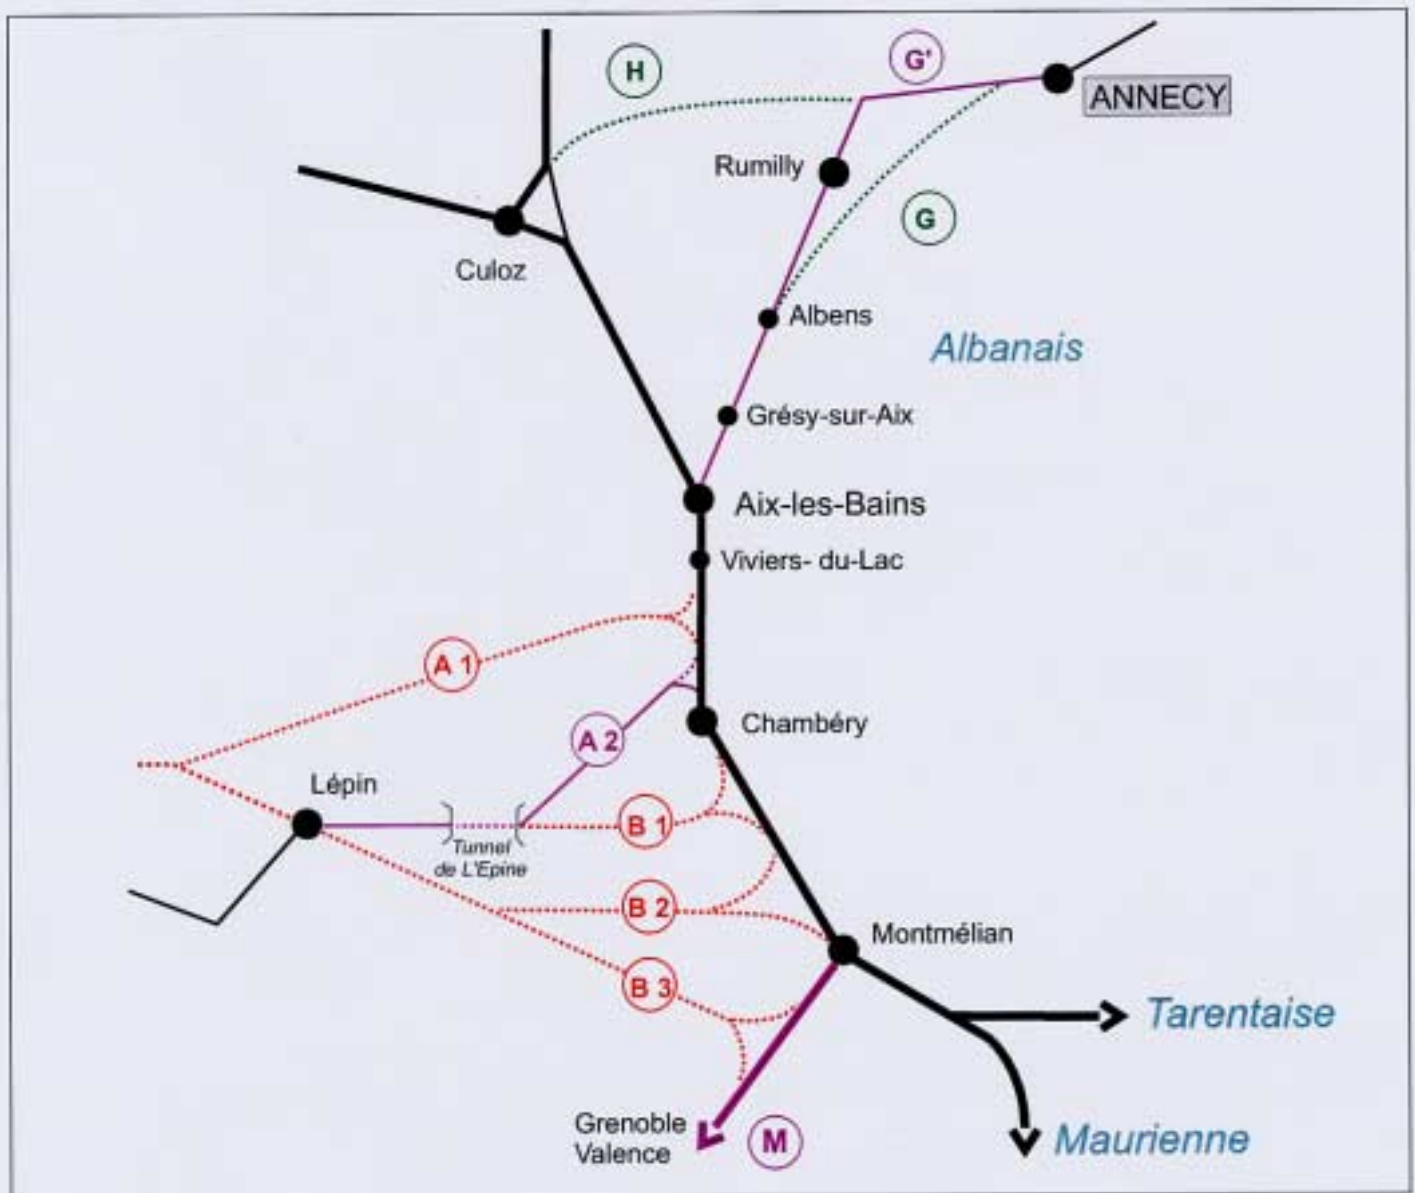 H
G'
ANNECY
Rumilly
G
Culoz
Albens
Albanais
Grésy-sur-Aix
Aix-les-Bains
Viviers- du-Lac
A 1
Chambéry
A 2
Lépin
B 1
Tunnel
de L'Epine
B 2
Montmélian
B 3
Tarentaise
Grenoble
Valence
M
Maurienne